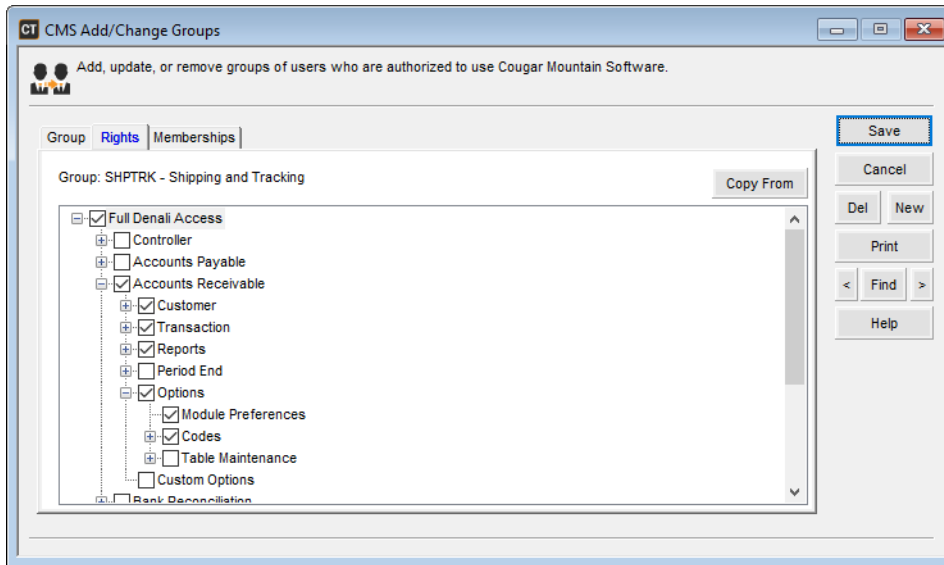 CT CMS Add/Change Groups
Add, update, or remove groups of users who are authorized to use Cougar Mountain Software.
Group Rights Memberships
Group: SHPTRK - Shipping and Tracking
Copy From
Full Denali Access
Controller
Accounts Payable
Accounts Receivable
Customer
Transaction
Reports
Period End
Options
Module Preferences
Codes
Table Maintenance
Custom Options
Bank Reconciliation
Save
Cancel
Del New
Print
< Find >
Help